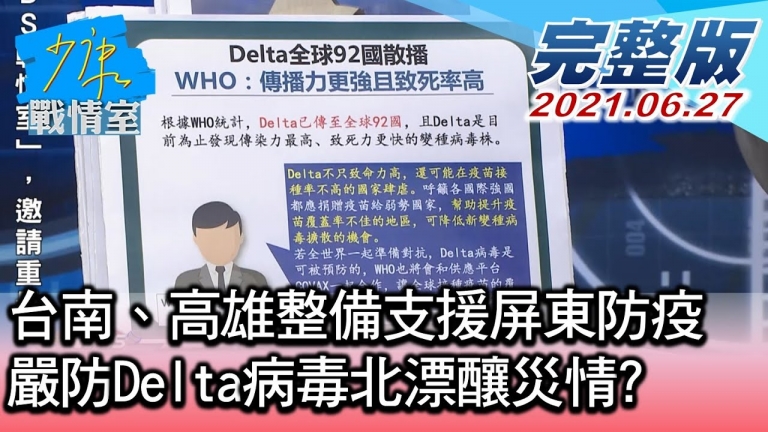 少康
戰情室
完整版
2021.06.27
」，邀請重
Delta全球92國散播
WHO：傳播力更強且致死率高
根據WHO統計，Delta已傳至全球92國，且Delta是目
前為止發現傳染力最高、致死力更快的變種病毒株。
Delta不只致命力高，還可能在疫苗接
種率不高的國家肆虐。呼籲各國際強國
都應捐贈疫苗給弱勢國家，幫助提升疫
苗覆蓋率不佳的地區，可降低新變種病
毒擴散的機會。
若全世界一起準備對抗，Delta病毒是
可被預防的，WHO也將會和供應平台
台南、高雄整備支援屏東防疫
嚴防Delta病毒北漂釀災情?